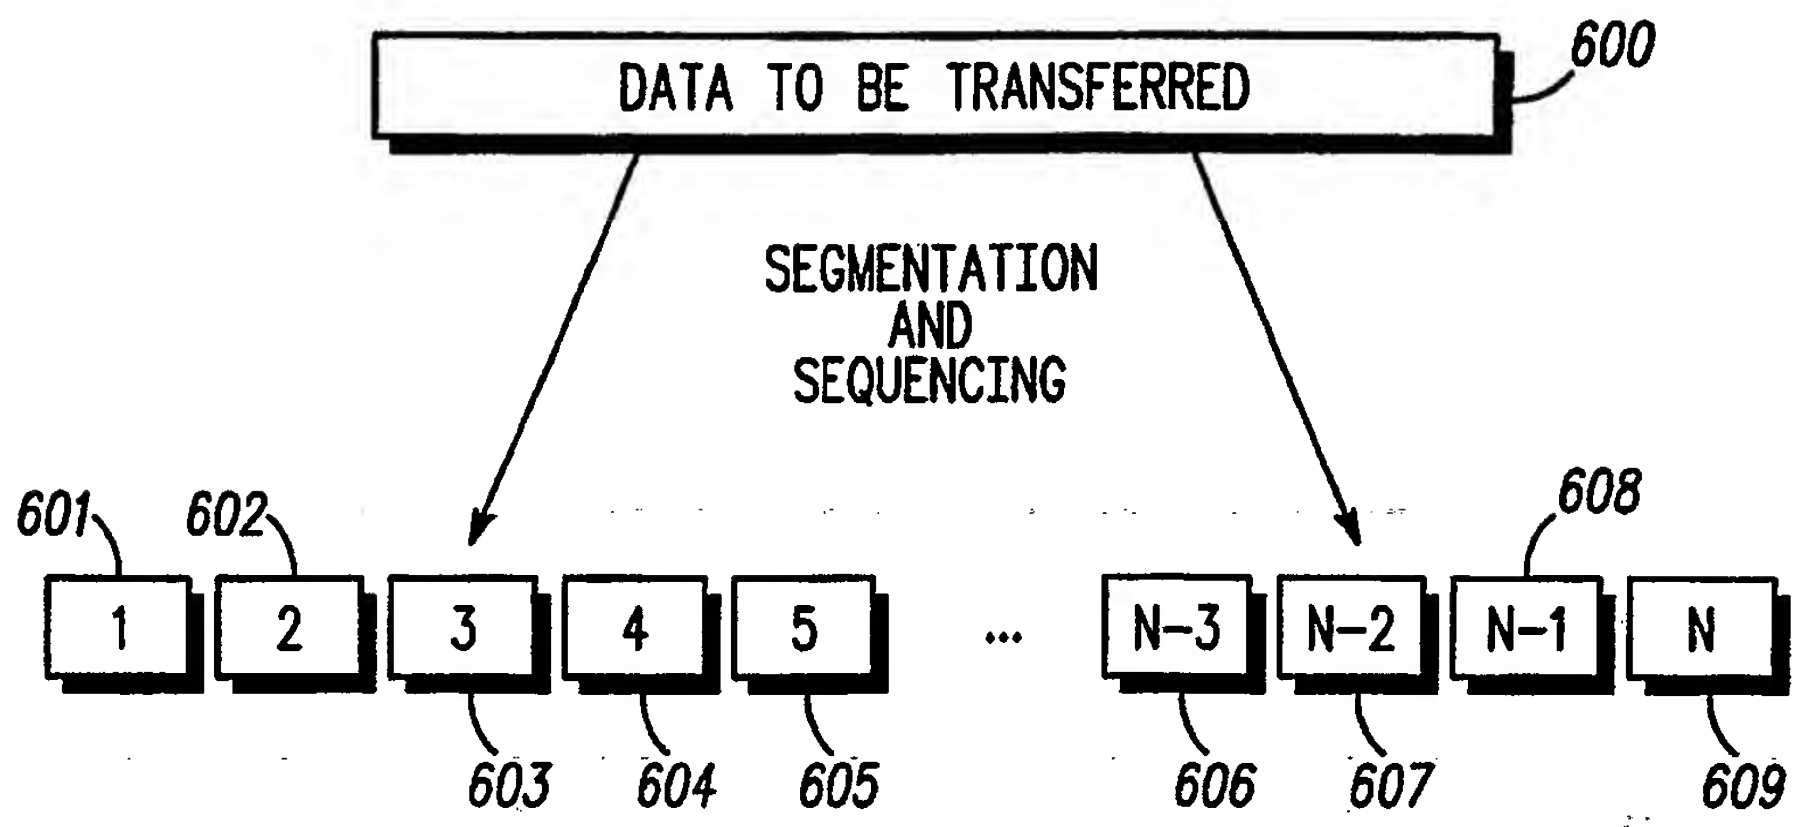 600
DATA TO BE TRANSFERRED
SEGMENTATION
AND
SEQUENCING
601 602 608
1 2 3 4 5 ... N-3 N-2 N-1 N
603 604 605 606 607 609